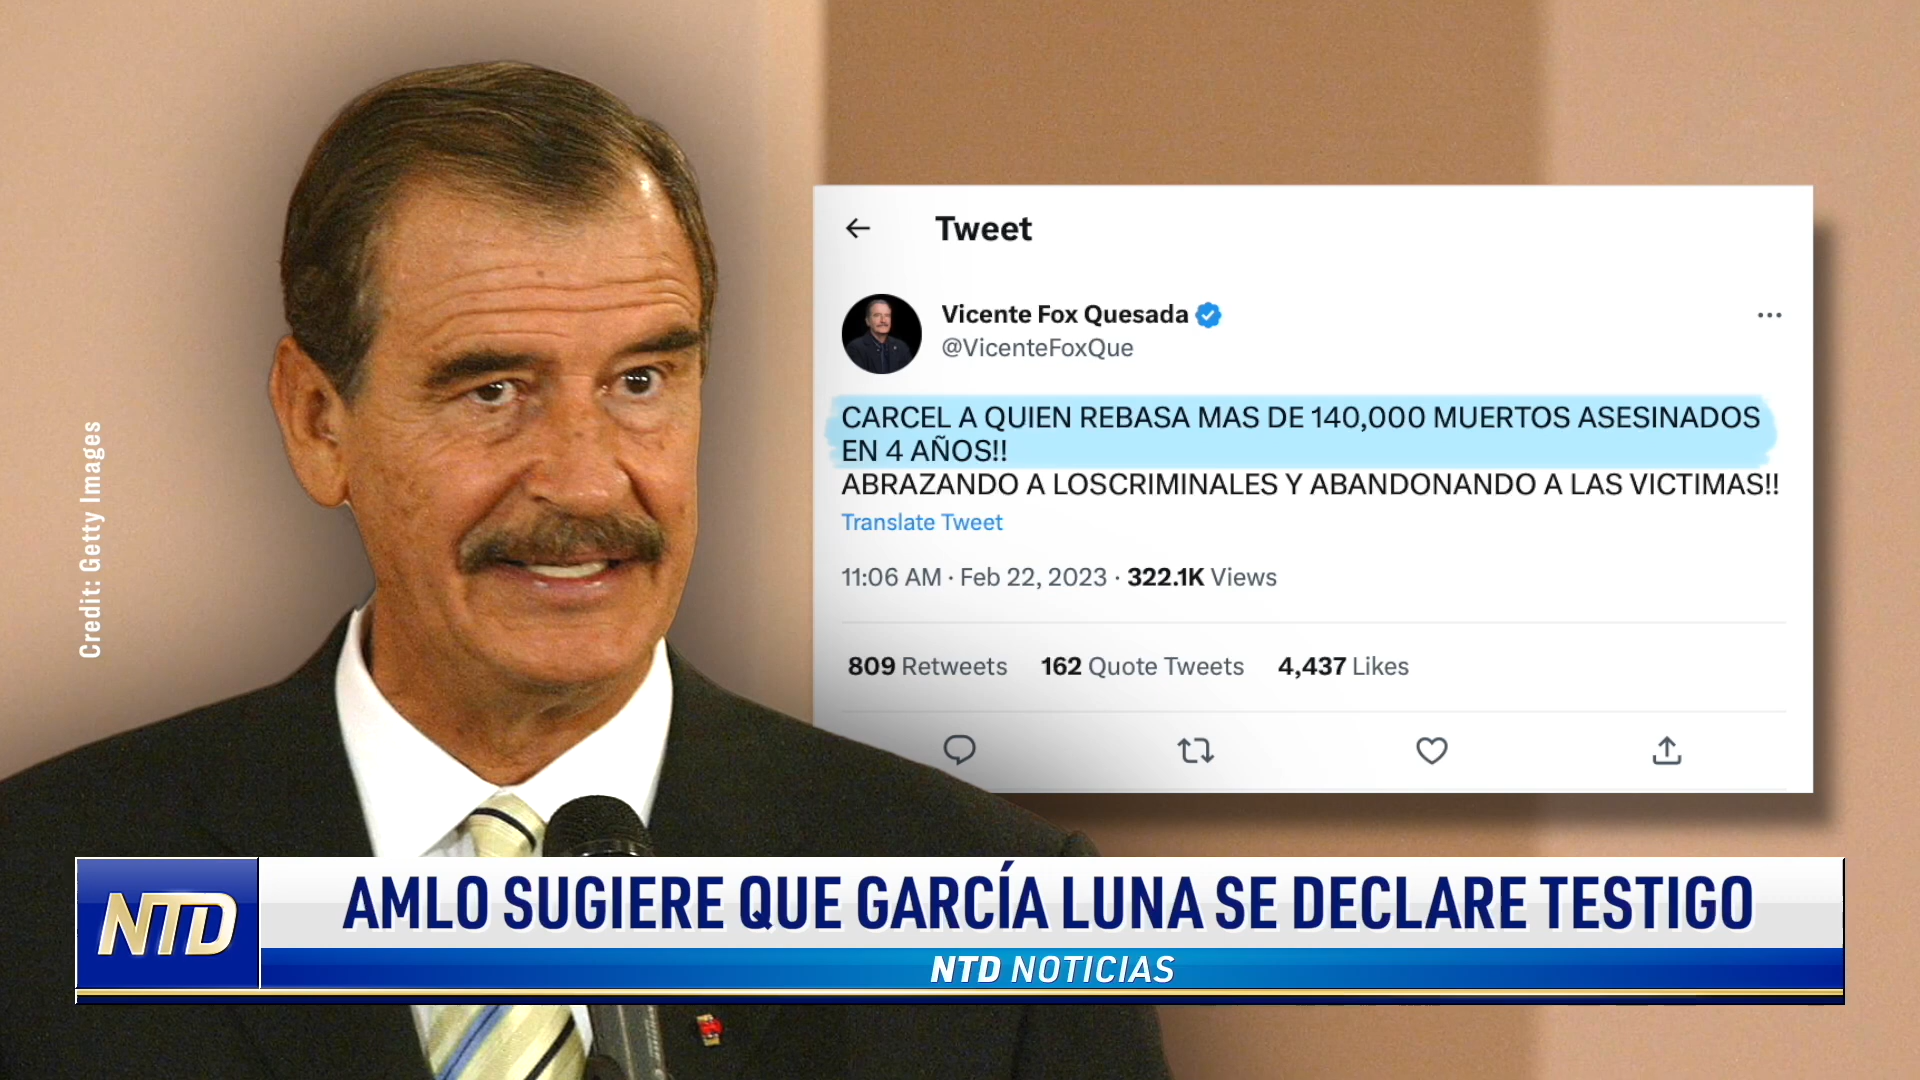 Credit: Getty Images
Tweet
Vicente Fox Quesada
@VicenteFoxQue
CARCEL A QUIEN REBASA MAS DE 140,000 MUERTOS ASESINADOS
EN 4 AÑOS!!
ABRAZANDO A LOSCRIMINALES Y ABANDONANDO A LAS VICTIMAS!!
Translate Tweet
11:06 AM · Feb 22, 2023 · 322.1K Views
809 Retweets 162 Quote Tweets 4,437 Likes
NTD
AMLO SUGIERE QUE GARCÍA LUNA SE DECLARE TESTIGO
NTD NOTICIAS